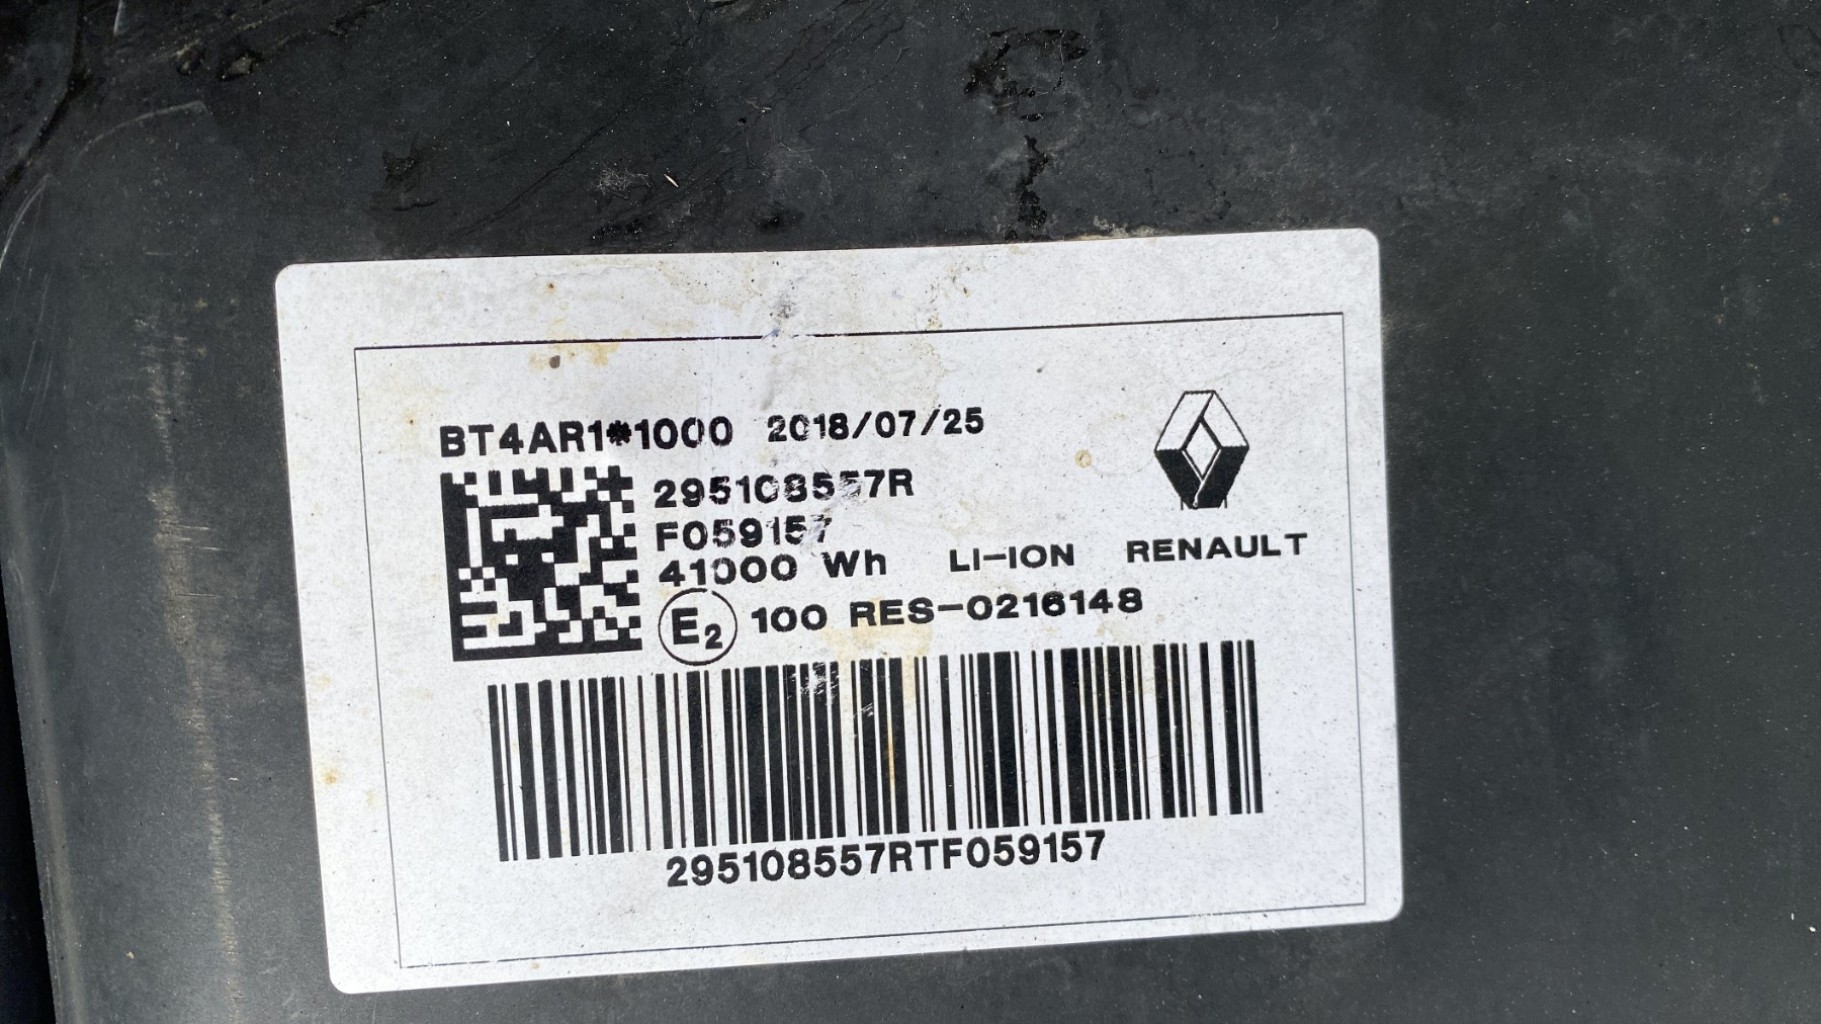 BT4AR1*1000 2018/07/25
295108557R
F059157
41000 Wh LI-ION RENAULT
E2 100 RES-0216148
295108557RTF059157